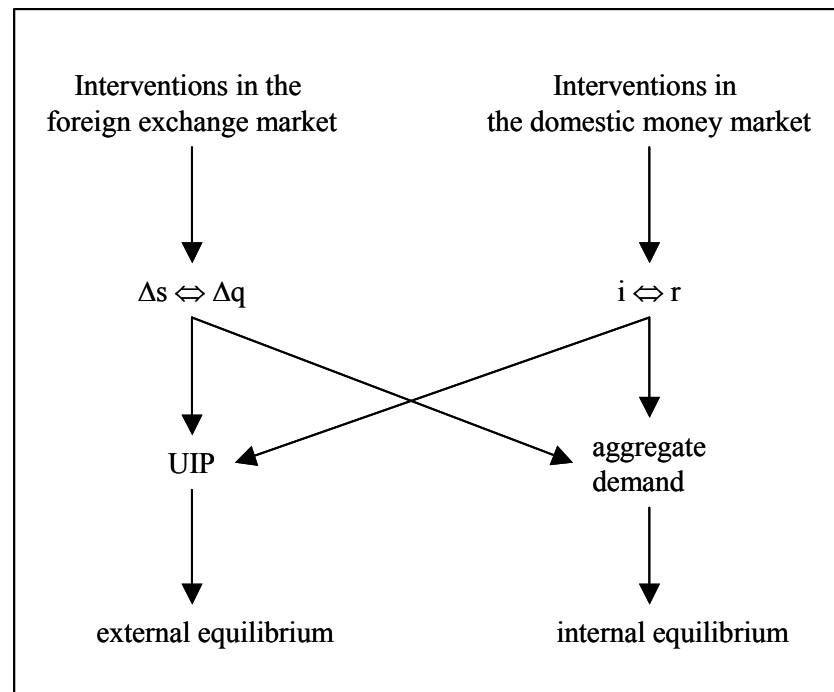 Interventions in the
foreign exchange market
Interventions in
the domestic money market
Δs ⇔ Δq
i ⇔ r
UIP
aggregate
demand
external equilibrium
internal equilibrium